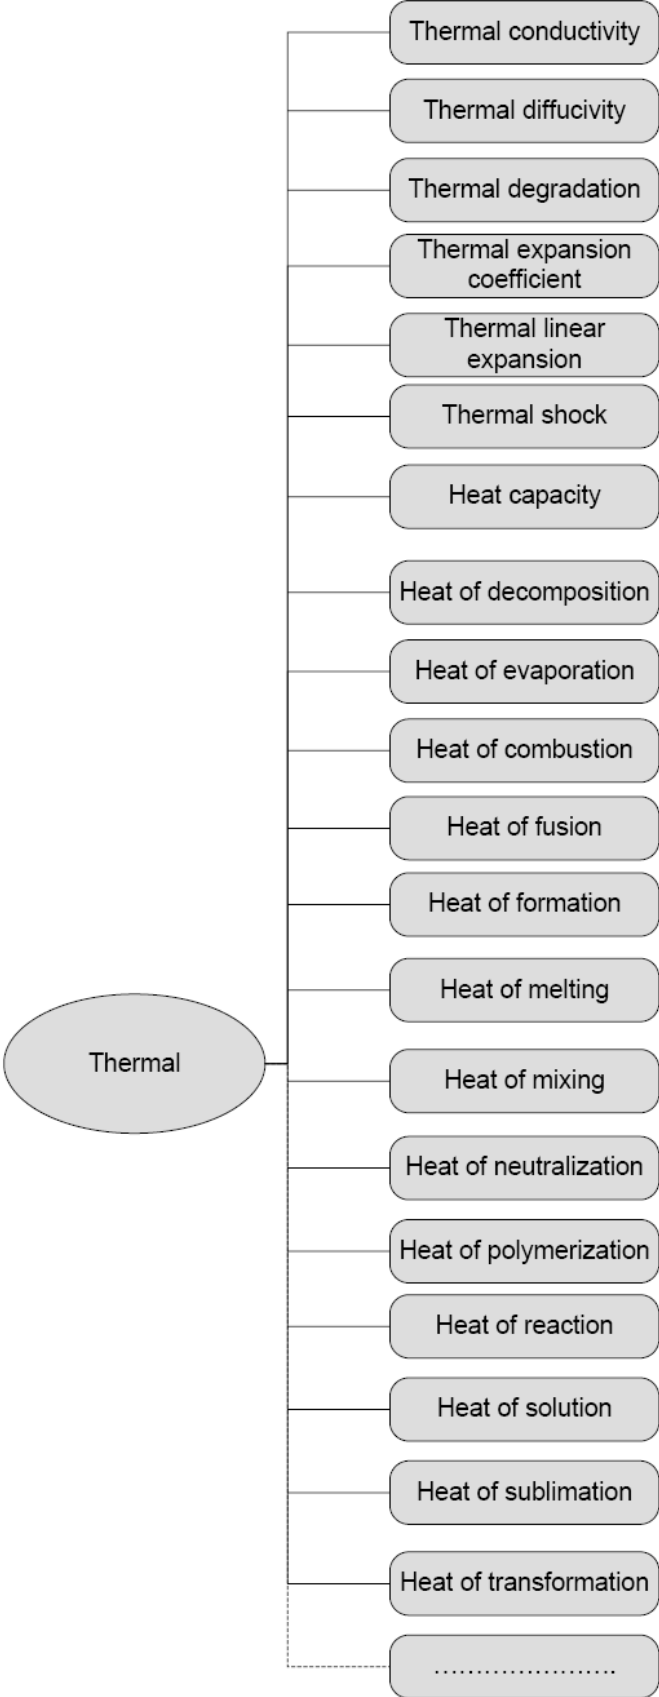 Thermal conductivity
Thermal diffucivity
Thermal degradation
Thermal expansion
coefficient
Thermal linear
expansion
Thermal shock
Heat capacity
Heat of decomposition
Heat of evaporation
Heat of combustion
Heat of fusion
Heat of formation
Heat of melting
Thermal
Heat of mixing
Heat of neutralization
Heat of polymerization
Heat of reaction
Heat of solution
Heat of sublimation
Heat of transformation
......................